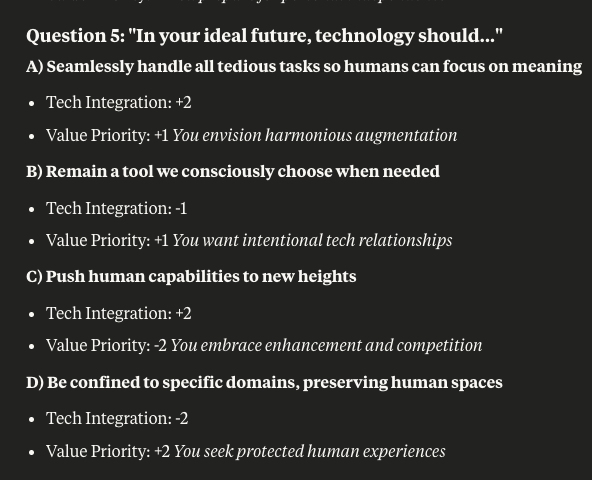 Question 5: "In your ideal future, technology should..."
A) Seamlessly handle all tedious tasks so humans can focus on meaning
• Tech Integration: +2
• Value Priority: +1 You envision harmonious augmentation
B) Remain a tool we consciously choose when needed
• Tech Integration: -1
• Value Priority: +1 You want intentional tech relationships
C) Push human capabilities to new heights
• Tech Integration: +2
• Value Priority: -2 You embrace enhancement and competition
D) Be confined to specific domains, preserving human spaces
• Tech Integration: -2
• Value Priority: +2 You seek protected human experiences